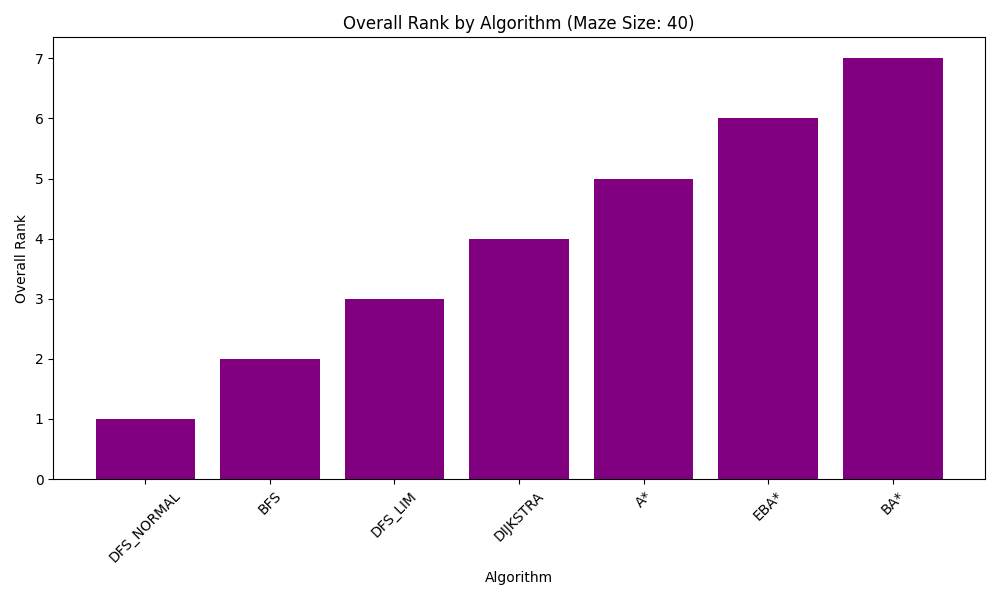 Overall Rank by Algorithm (Maze Size: 40)
Overall Rank
7
6
5
4
3
2
1
0
DFS_NORMAL
BFS
DFS_LIM
DIJKSTRA
A*
EBA*
BA*
Algorithm